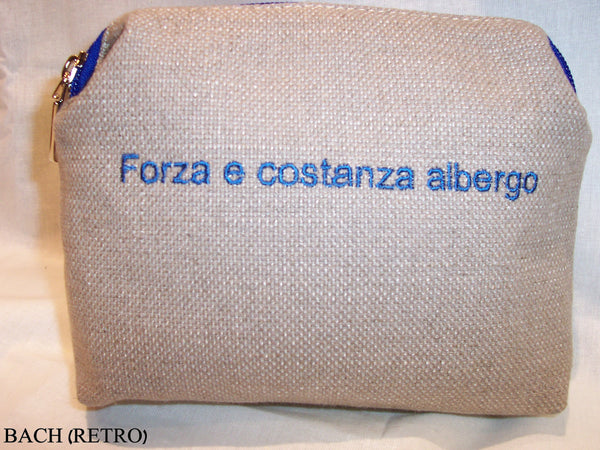 Forza e costanza albergo
BACH (RETRO)